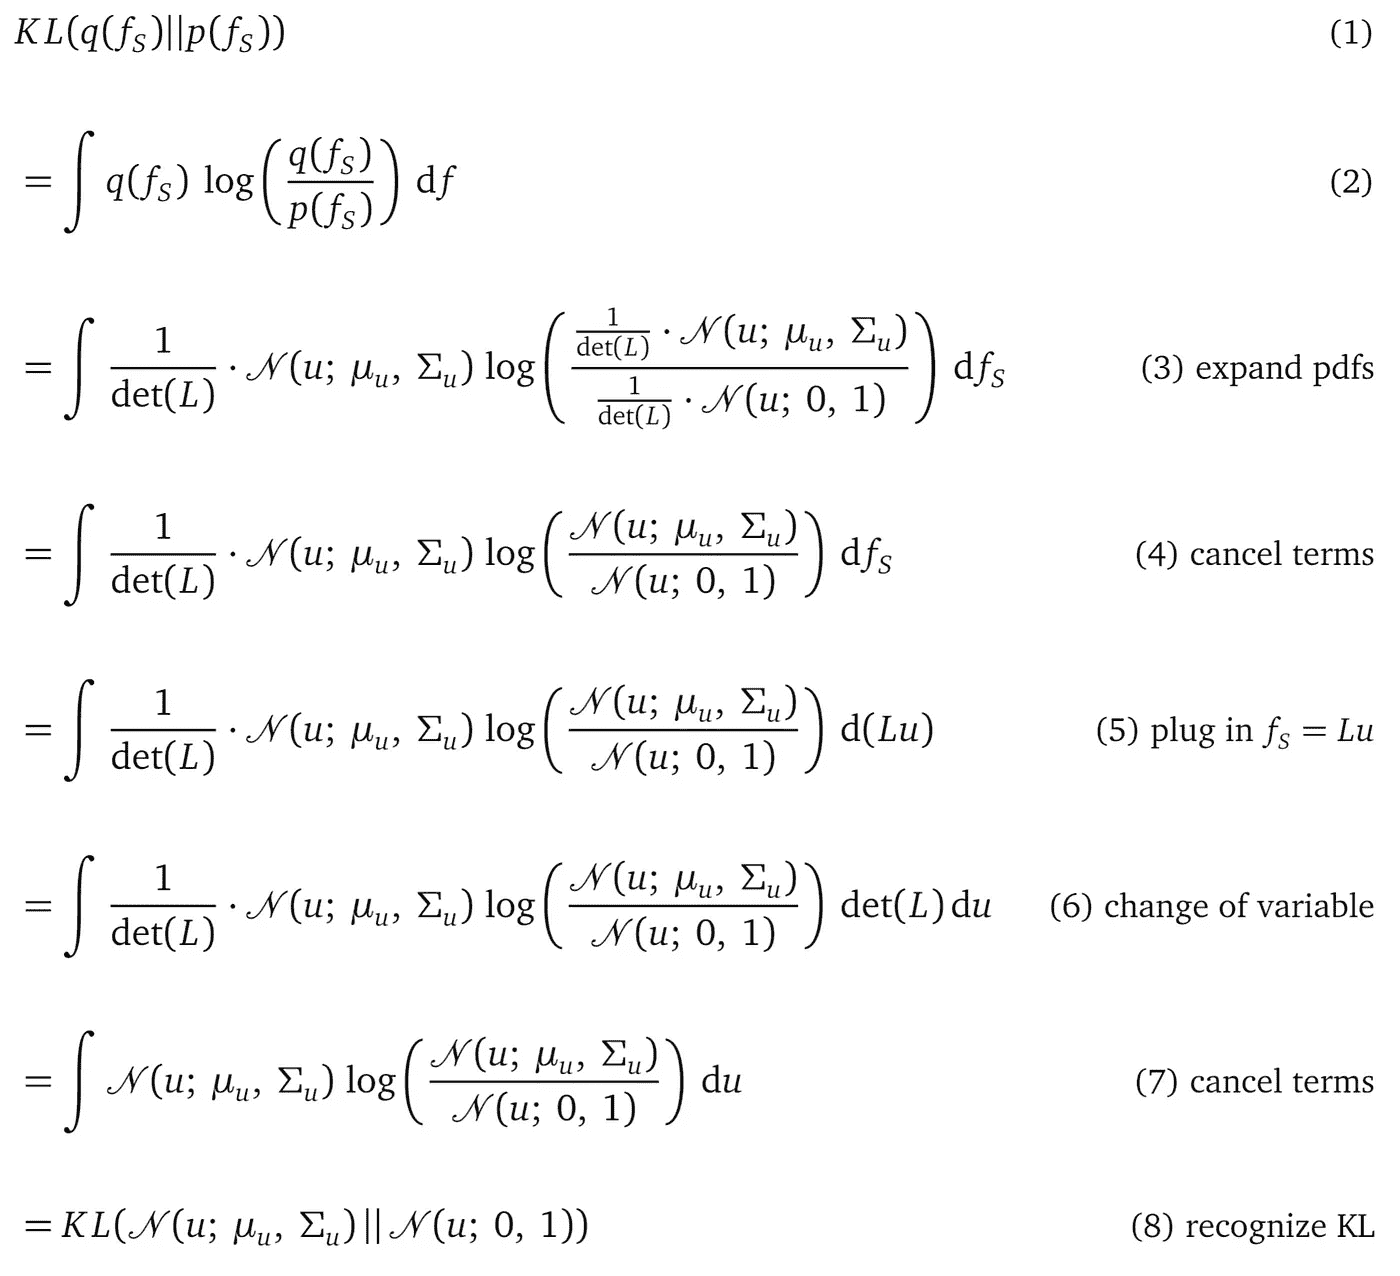 KL(q(f_S)||p(f_S)) (1)
= ∫ q(f_S) log(q(f_S)/p(f_S)) df (2)
= ∫ 1/det(L) · 𝒩(u; μ_u, Σ_u) log((1/det(L) · 𝒩(u; μ_u, Σ_u))/(1/det(L) · 𝒩(u; 0, 1))) df_S (3) expand pdfs
= ∫ 1/det(L) · 𝒩(u; μ_u, Σ_u) log(𝒩(u; μ_u, Σ_u)/𝒩(u; 0, 1)) df_S (4) cancel terms
= ∫ 1/det(L) · 𝒩(u; μ_u, Σ_u) log(𝒩(u; μ_u, Σ_u)/𝒩(u; 0, 1)) d(Lu) (5) plug in f_S = Lu
= ∫ 1/det(L) · 𝒩(u; μ_u, Σ_u) log(𝒩(u; μ_u, Σ_u)/𝒩(u; 0, 1)) det(L)du (6) change of variable
= ∫ 𝒩(u; μ_u, Σ_u) log(𝒩(u; μ_u, Σ_u)/𝒩(u; 0, 1)) du (7) cancel terms
= KL(𝒩(u; μ_u, Σ_u)||𝒩(u; 0, 1)) (8) recognize KL